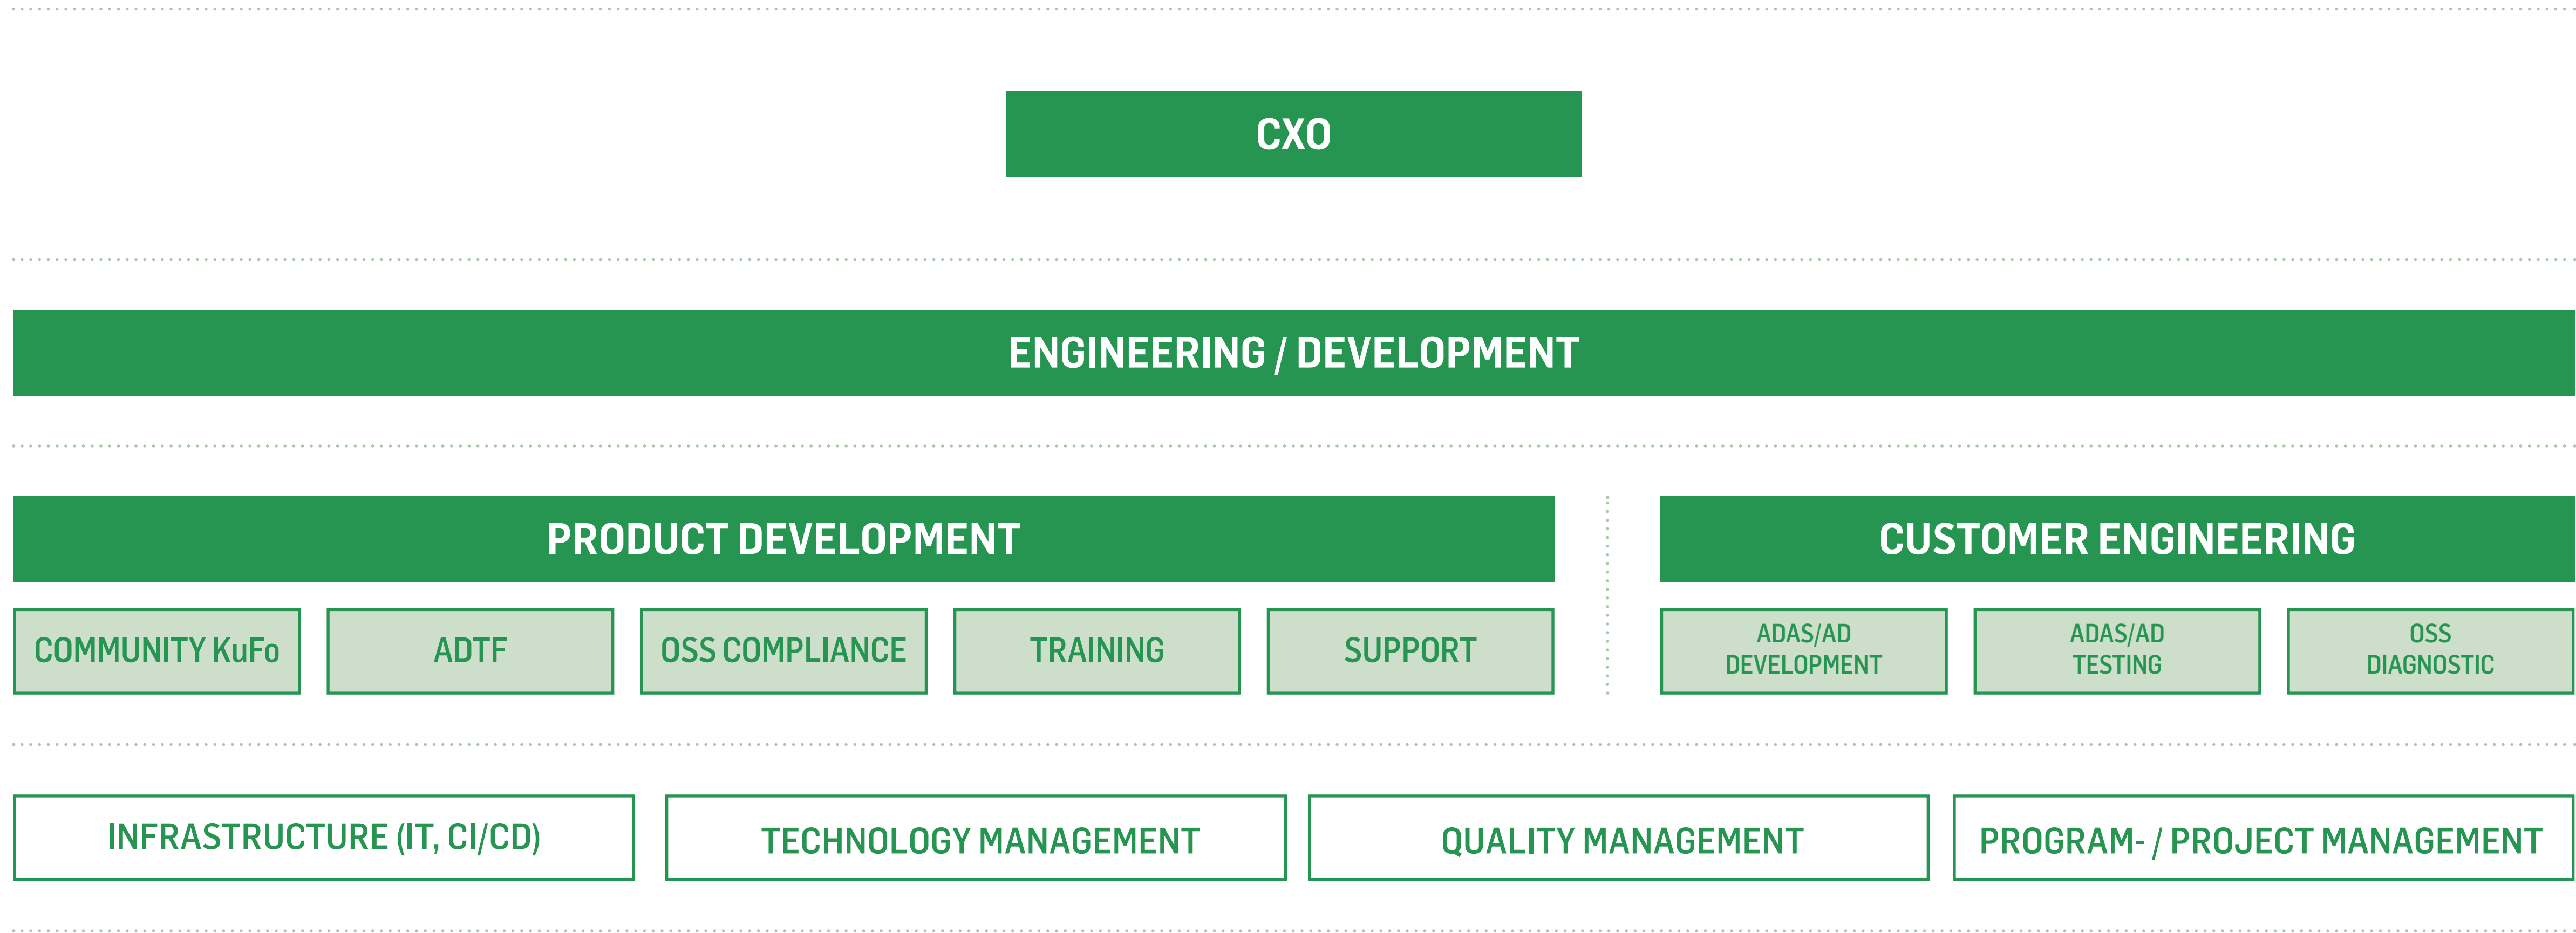 CXO
ENGINEERING / DEVELOPMENT
PRODUCT DEVELOPMENT
CUSTOMER ENGINEERING
COMMUNITY KuFo
ADTF
OSS COMPLIANCE
TRAINING
SUPPORT
ADAS/AD
DEVELOPMENT
ADAS/AD
TESTING
OSS
DIAGNOSTIC
INFRASTRUCTURE (IT, CI/CD)
TECHNOLOGY MANAGEMENT
QUALITY MANAGEMENT
PROGRAM- / PROJECT MANAGEMENT